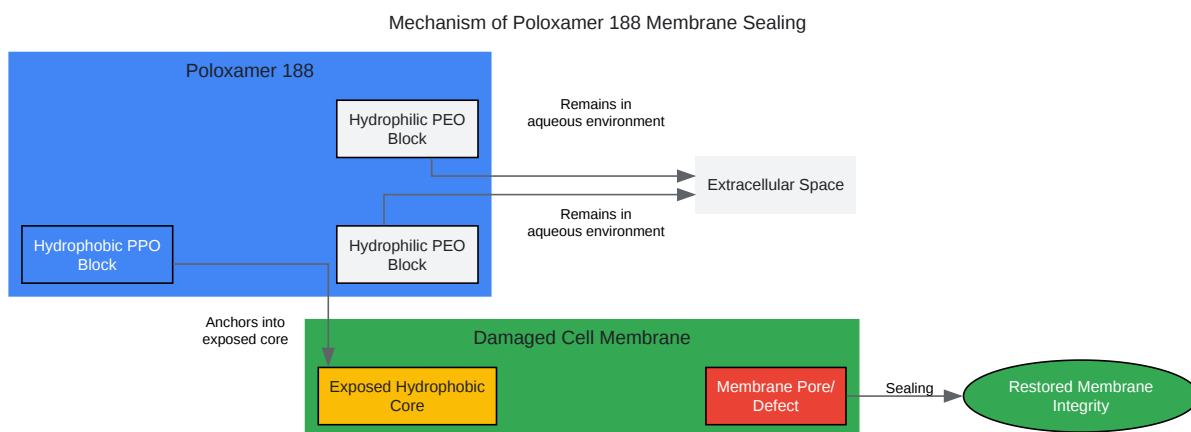 Mechanism of Poloxamer 188 Membrane Sealing
Poloxamer 188
Hydrophilic PEO
Block
Remains in
aqueous environment
Extracellular Space
Remains in
aqueous environment
Hydrophobic PPO
Block
Hydrophilic PEO
Block
Anchors into
exposed core
Damaged Cell Membrane
Exposed Hydrophobic
Core
Membrane Pore/
Defect
Sealing
Restored Membrane
Integrity